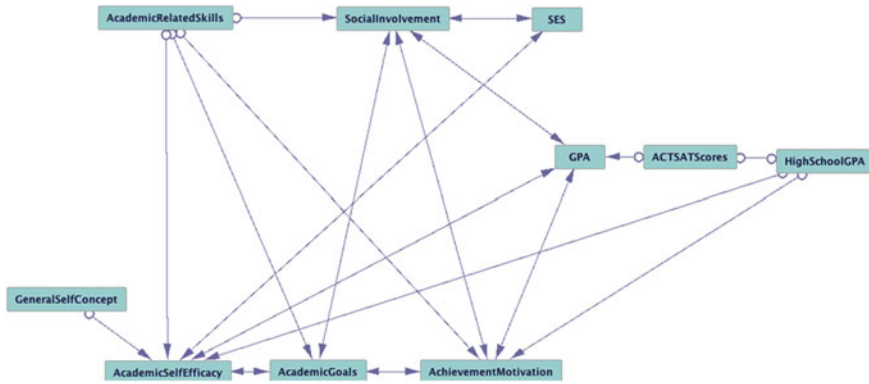 AcademicRelatedSkills
SocialInvolvement
SES
GPA
ACTSATScores
HighSchoolGPA
GeneralSelfConcept
AcademicSelfEfficacy
AcademicGoals
AchievementMotivation